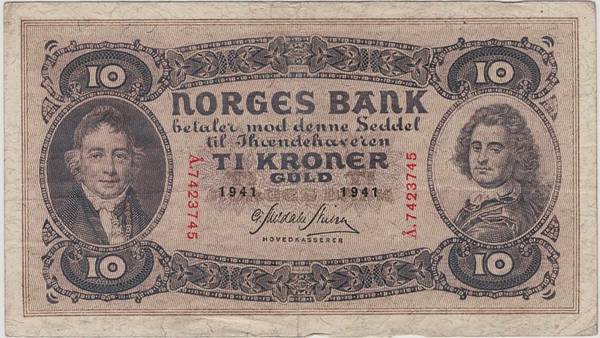 10 10
NORGES BANK
betaler mod denne Seddel
til Ihændehaveren
TI KRONER
GULD
1941 1941
Å.7423745
Å.7423745
HOVEDKASSERER
10 10